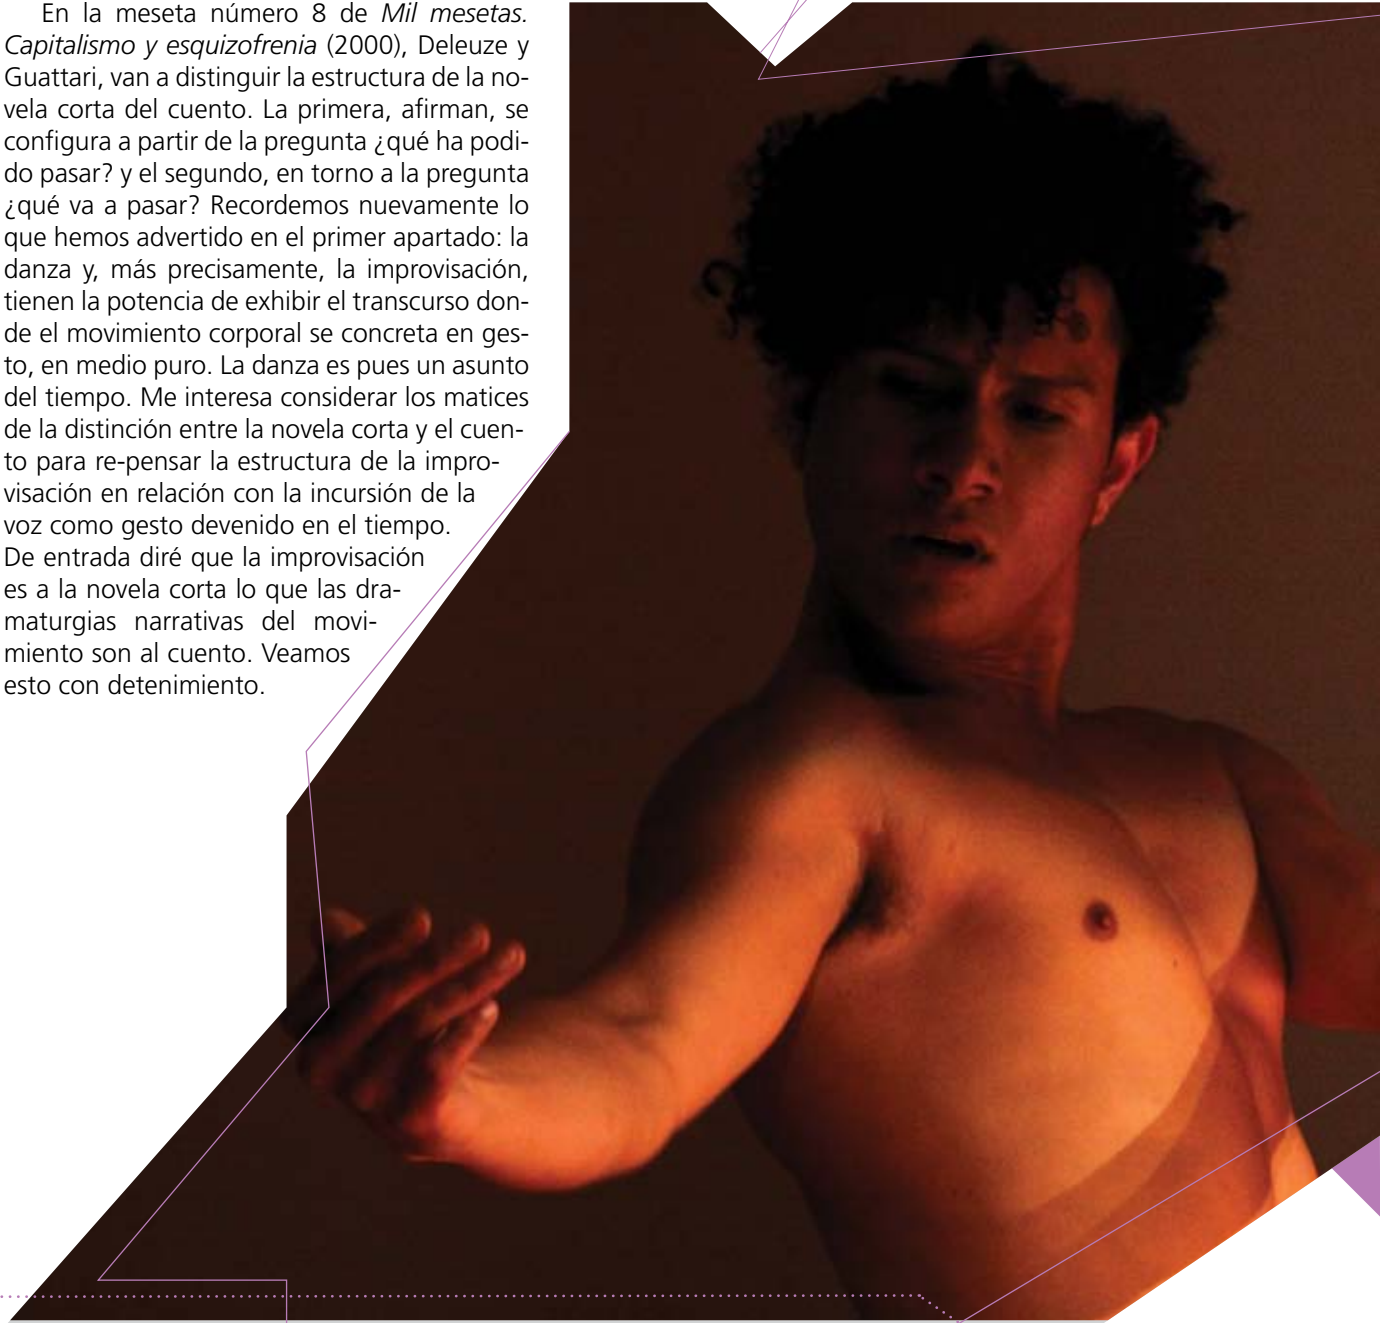 En la meseta número 8 de Mil mesetas.
Capitalismo y esquizofrenia (2000), Deleuze y
Guattari, van a distinguir la estructura de la no-
vela corta del cuento. La primera, afirman, se
configura a partir de la pregunta ¿qué ha podi-
do pasar? y el segundo, en torno a la pregunta
¿qué va a pasar? Recordemos nuevamente lo
que hemos advertido en el primer apartado: la
danza y, más precisamente, la improvisación,
tienen la potencia de exhibir el transcurso don-
de el movimiento corporal se concreta en ges-
to, en medio puro. La danza es pues un asunto
del tiempo. Me interesa considerar los matices
de la distinción entre la novela corta y el cuen-
to para re-pensar la estructura de la impro-
visación en relación con la incursión de la
voz como gesto devenido en el tiempo.
De entrada diré que la improvisación
es a la novela corta lo que las dra-
maturgias narrativas del movi-
miento son al cuento. Veamos
esto con detenimiento.